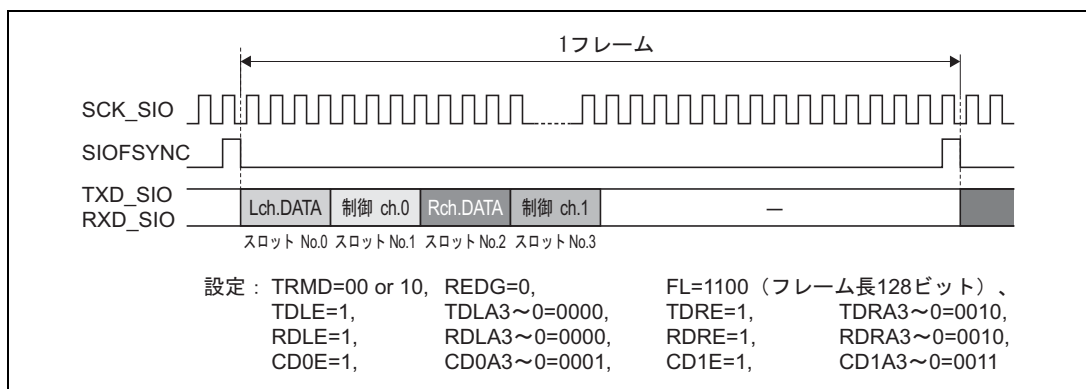 1フレーム
SCK_SIO
SIOFSYNC
TXD_SIO
RXD_SIO
Lch.DATA 制御 ch.0 Rch.DATA 制御 ch.1 —
スロット No.0 スロット No.1 スロット No.2 スロット No.3
設定: TRMD=00 or 10, REDG=0, FL=1100(フレーム長128ビット)、
TDLE=1, TDLA3~0=0000, TDRE=1, TDRA3~0=0010,
RDLE=1, RDLA3~0=0000, RDRE=1, RDRA3~0=0010,
CD0E=1, CD0A3~0=0001, CD1E=1, CD1A3~0=0011